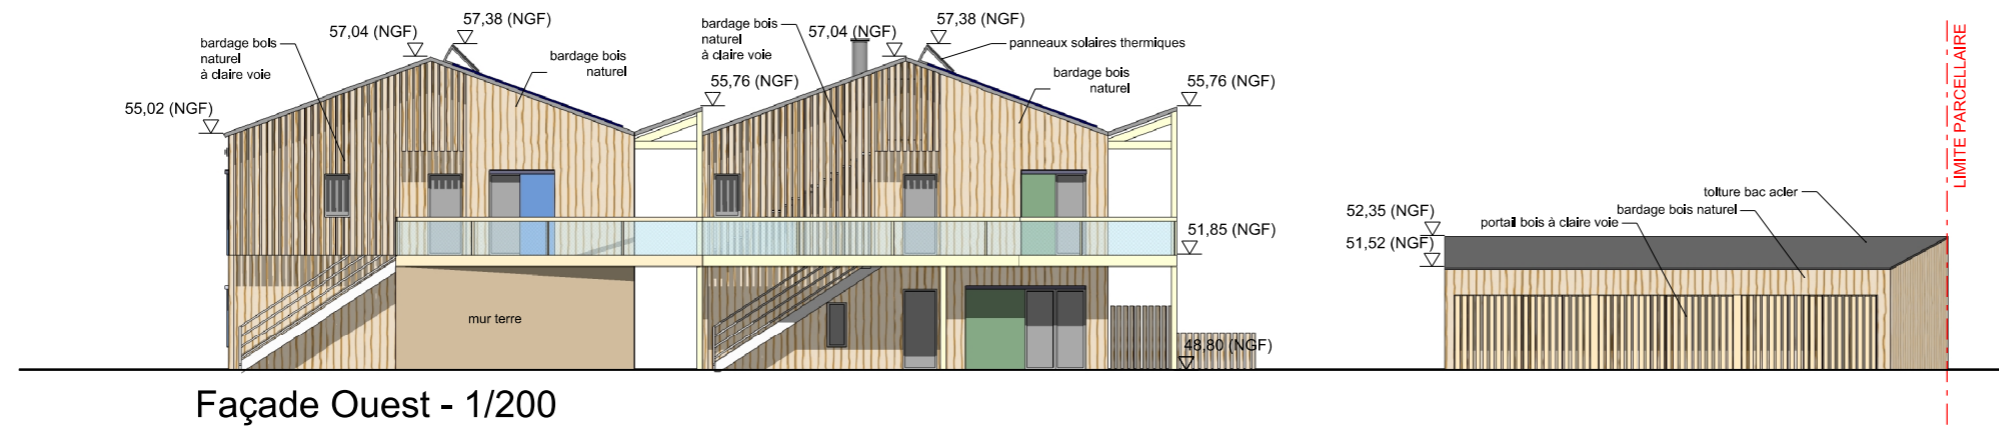 57,38 (NGF)
57,04 (NGF)
bardage bois
naturel
à claire voie
bardage bois
naturel
55,02 (NGF)
55,76 (NGF)
bardage bois
naturel
à claire voie
57,04 (NGF)
57,38 (NGF)
panneaux solaires thermiques
bardage bois
naturel
55,76 (NGF)
51,85 (NGF)
mur terre
48,80 (NGF)
52,35 (NGF)
51,52 (NGF)
portail bois à claire voie
bardage bois naturel
toiture bac acier
LIMITE PARCELLAIRE
Façade Ouest - 1/200